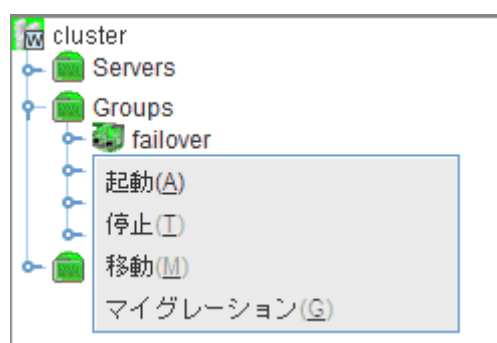 cluster
Servers
Groups
failover
起動(A)
停止(T)
移動(M)
マイグレーション(G)